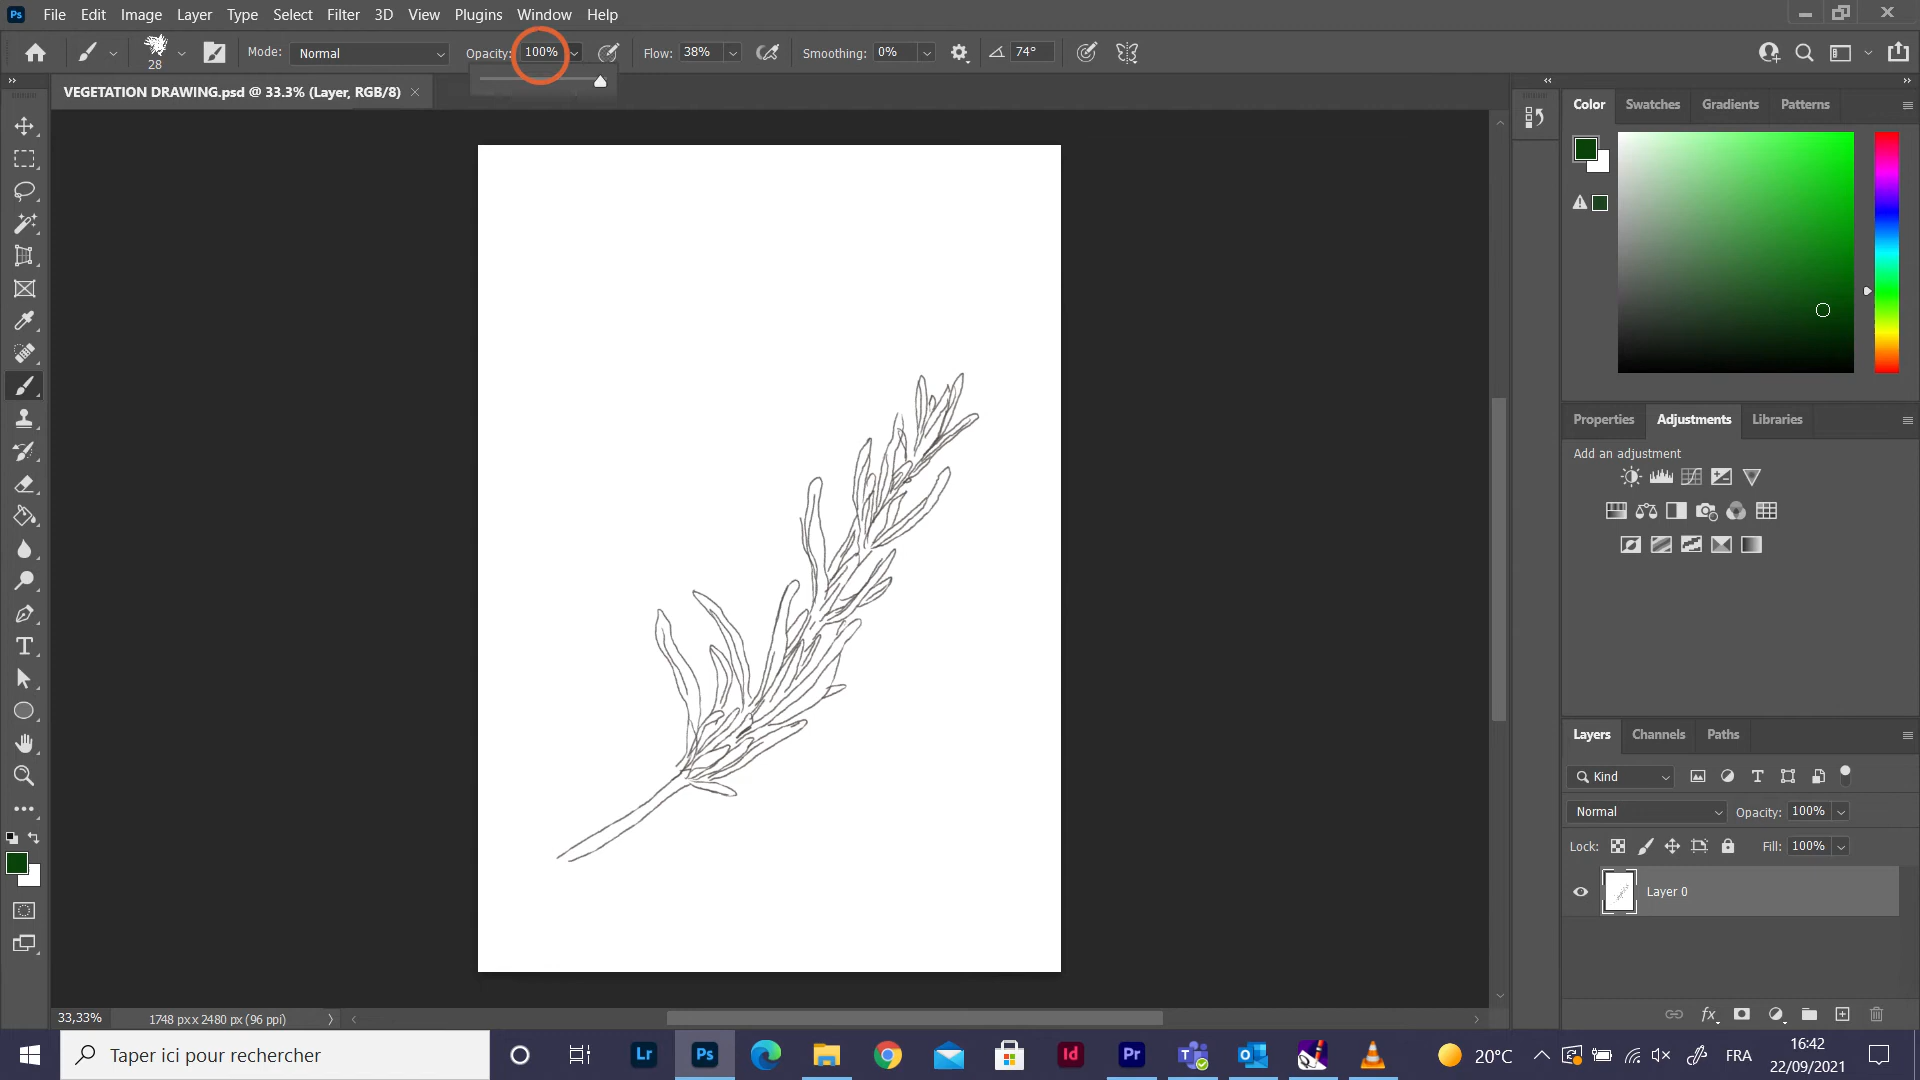 Ps File Edit Image Layer Type Select Filter 3D View Plugins Window Help
28 Mode: Normal Opacity: 100% Flow: 38% Smoothing: 0% 74°
VEGETATION DRAWING.psd @ 33.3% (Layer, RGB/8)
Color Swatches Gradients Patterns
Properties Adjustments Libraries
Add an adjustment
Layers Channels Paths
Kind
Normal Opacity: 100%
Lock: Fill: 100%
Layer 0
fx
33,33% 1748 px x 2480 px (96 ppi)
Taper ici pour rechercher
Lr Ps Id Pr
20°C FRA
16:42
22/09/2021